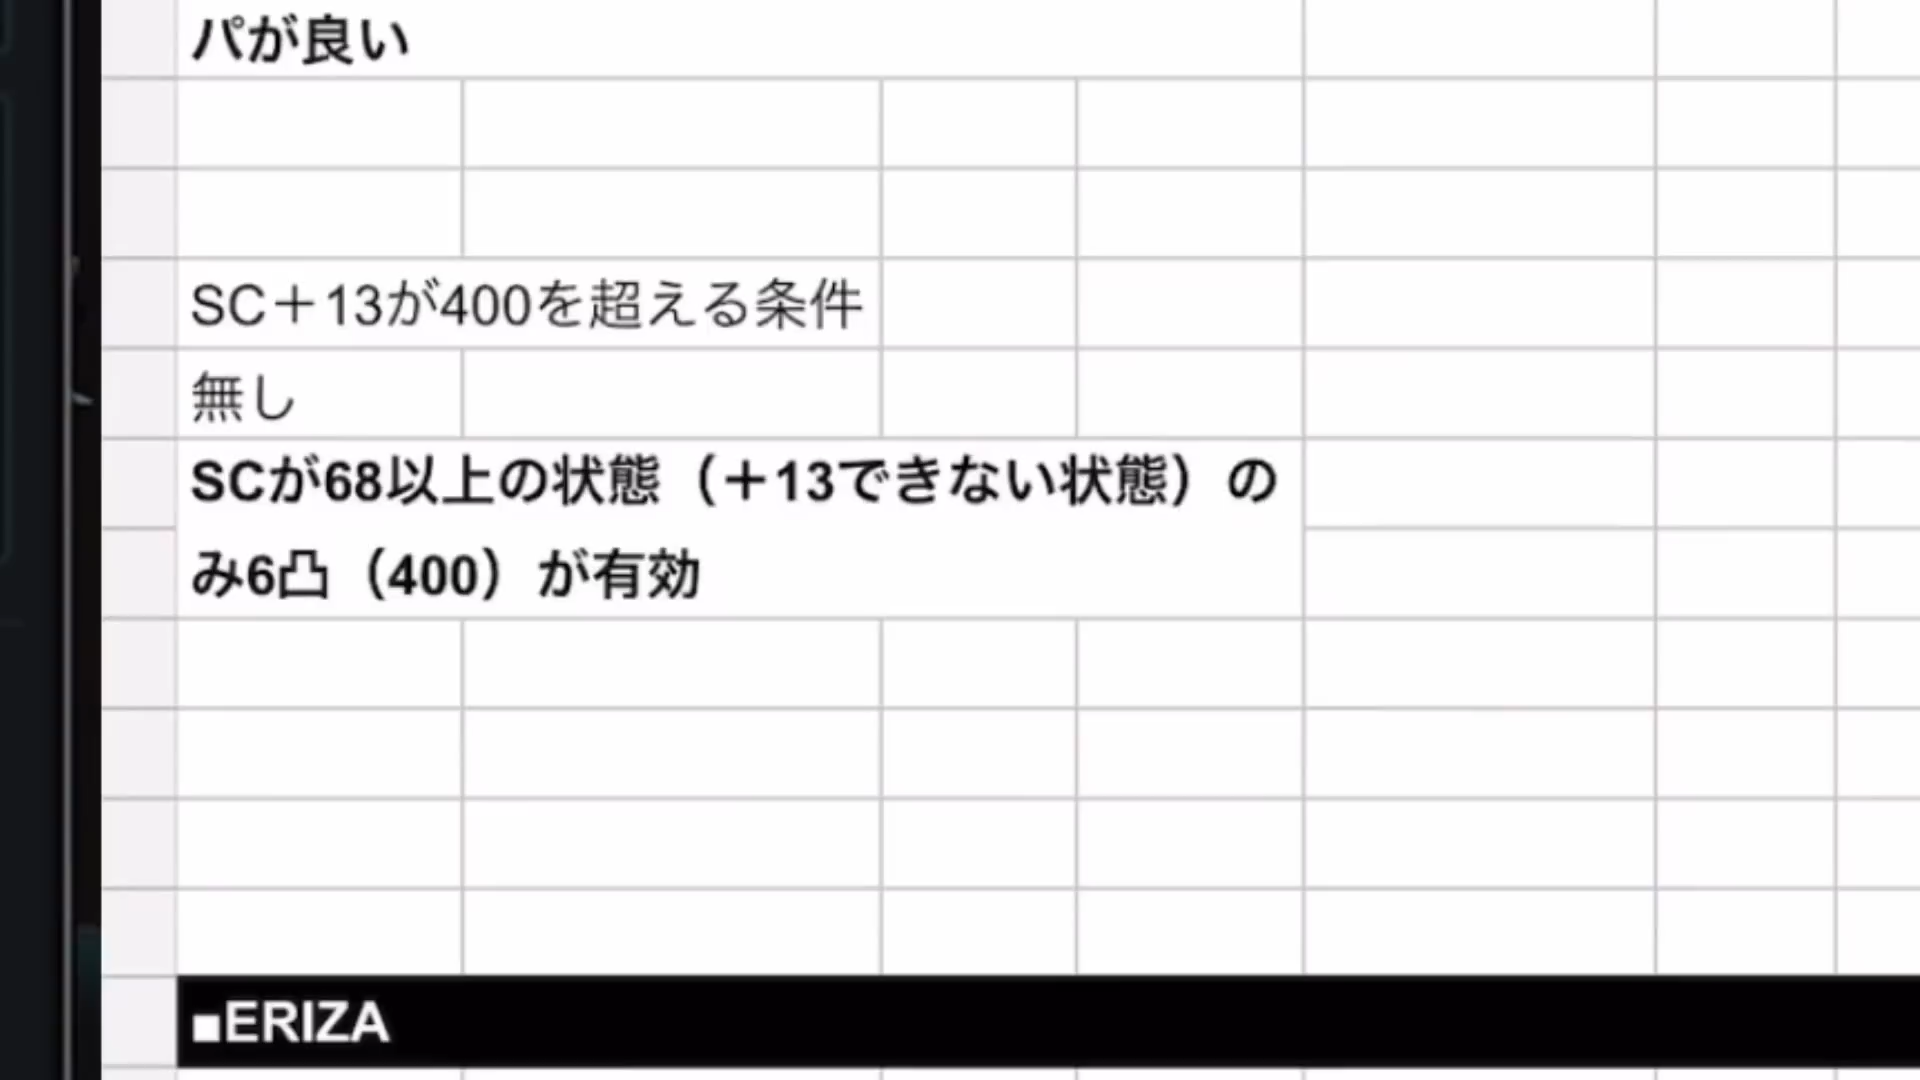 パが良い
SC＋13が400を超える条件
無し
SCが68以上の状態（＋13できない状態）の
み6凸（400）が有効
■ERIZA